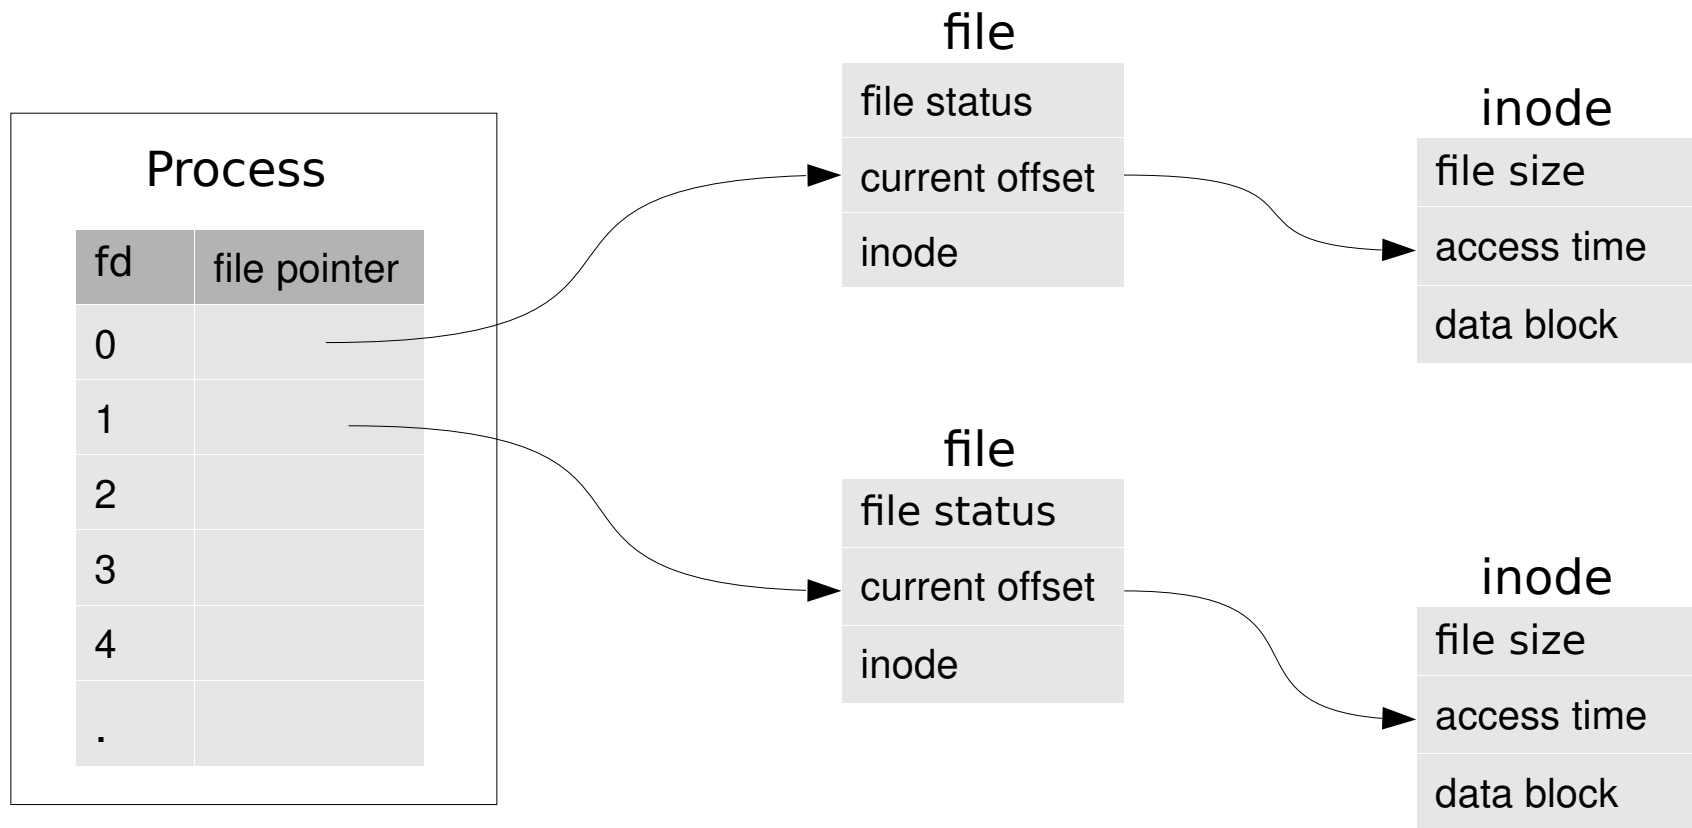 Process
fd file pointer
0
1
2
3
4
.
file
file status
current offset
inode
inode
file size
access time
data block
file
file status
current offset
inode
inode
file size
access time
data block